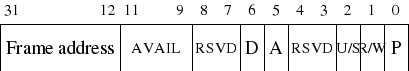 31 12 11 9 8 7 6 5 4 3 2 1 0
Frame address AVAIL RSVD D A RSVD U/S R/W P